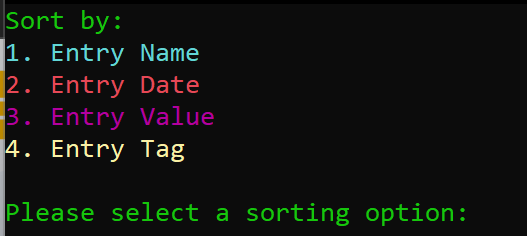 Sort by:
1. Entry Name
2. Entry Date
3. Entry Value
4. Entry Tag
Please select a sorting option: